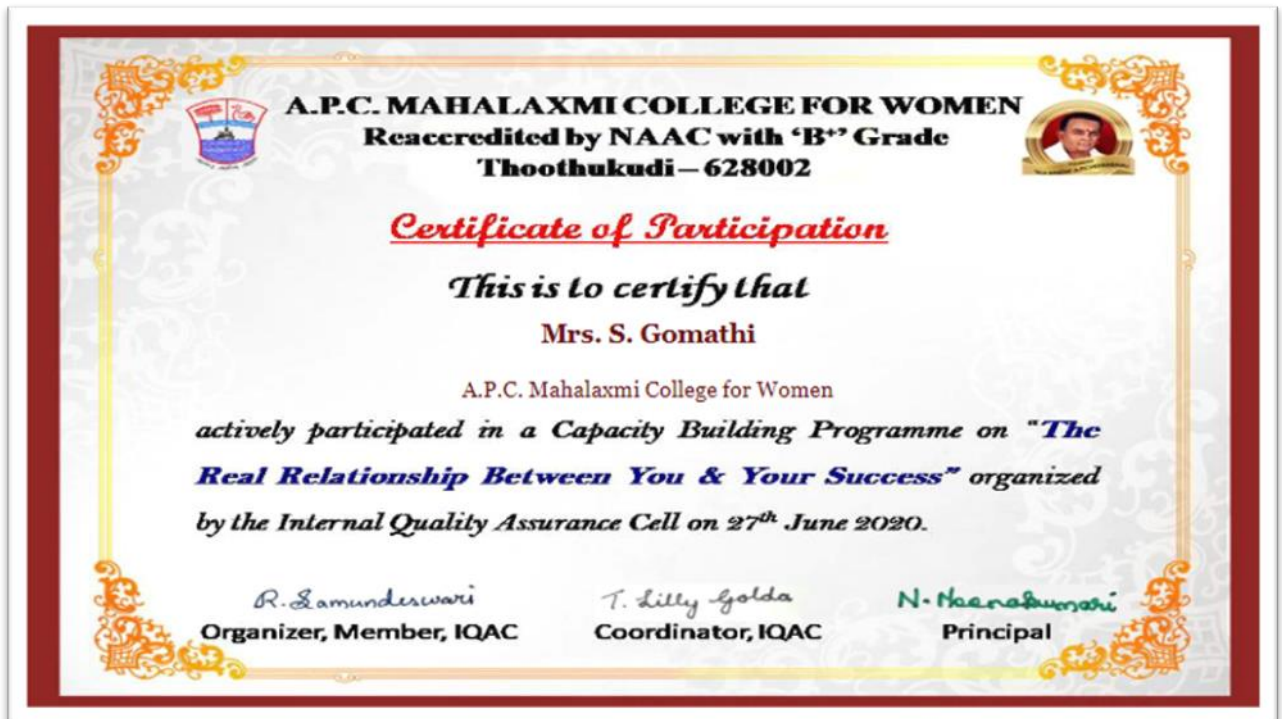 A.P.C. MAHALAXMI COLLEGE FOR WOMEN
Reaccredited by NAAC with ‘B+’ Grade
Thoothukudi – 628002
Certificate of Participation
This is to certify that
Mrs. S. Gomathi
A.P.C. Mahalaxmi College for Women
actively participated in a Capacity Building Programme on "The
Real Relationship Between You & Your Success" organized
by the Internal Quality Assurance Cell on 27th June 2020.
R. Samundeswari T. Lilly Golda N. Meenakumari
Organizer, Member, IQAC Coordinator, IQAC Principal